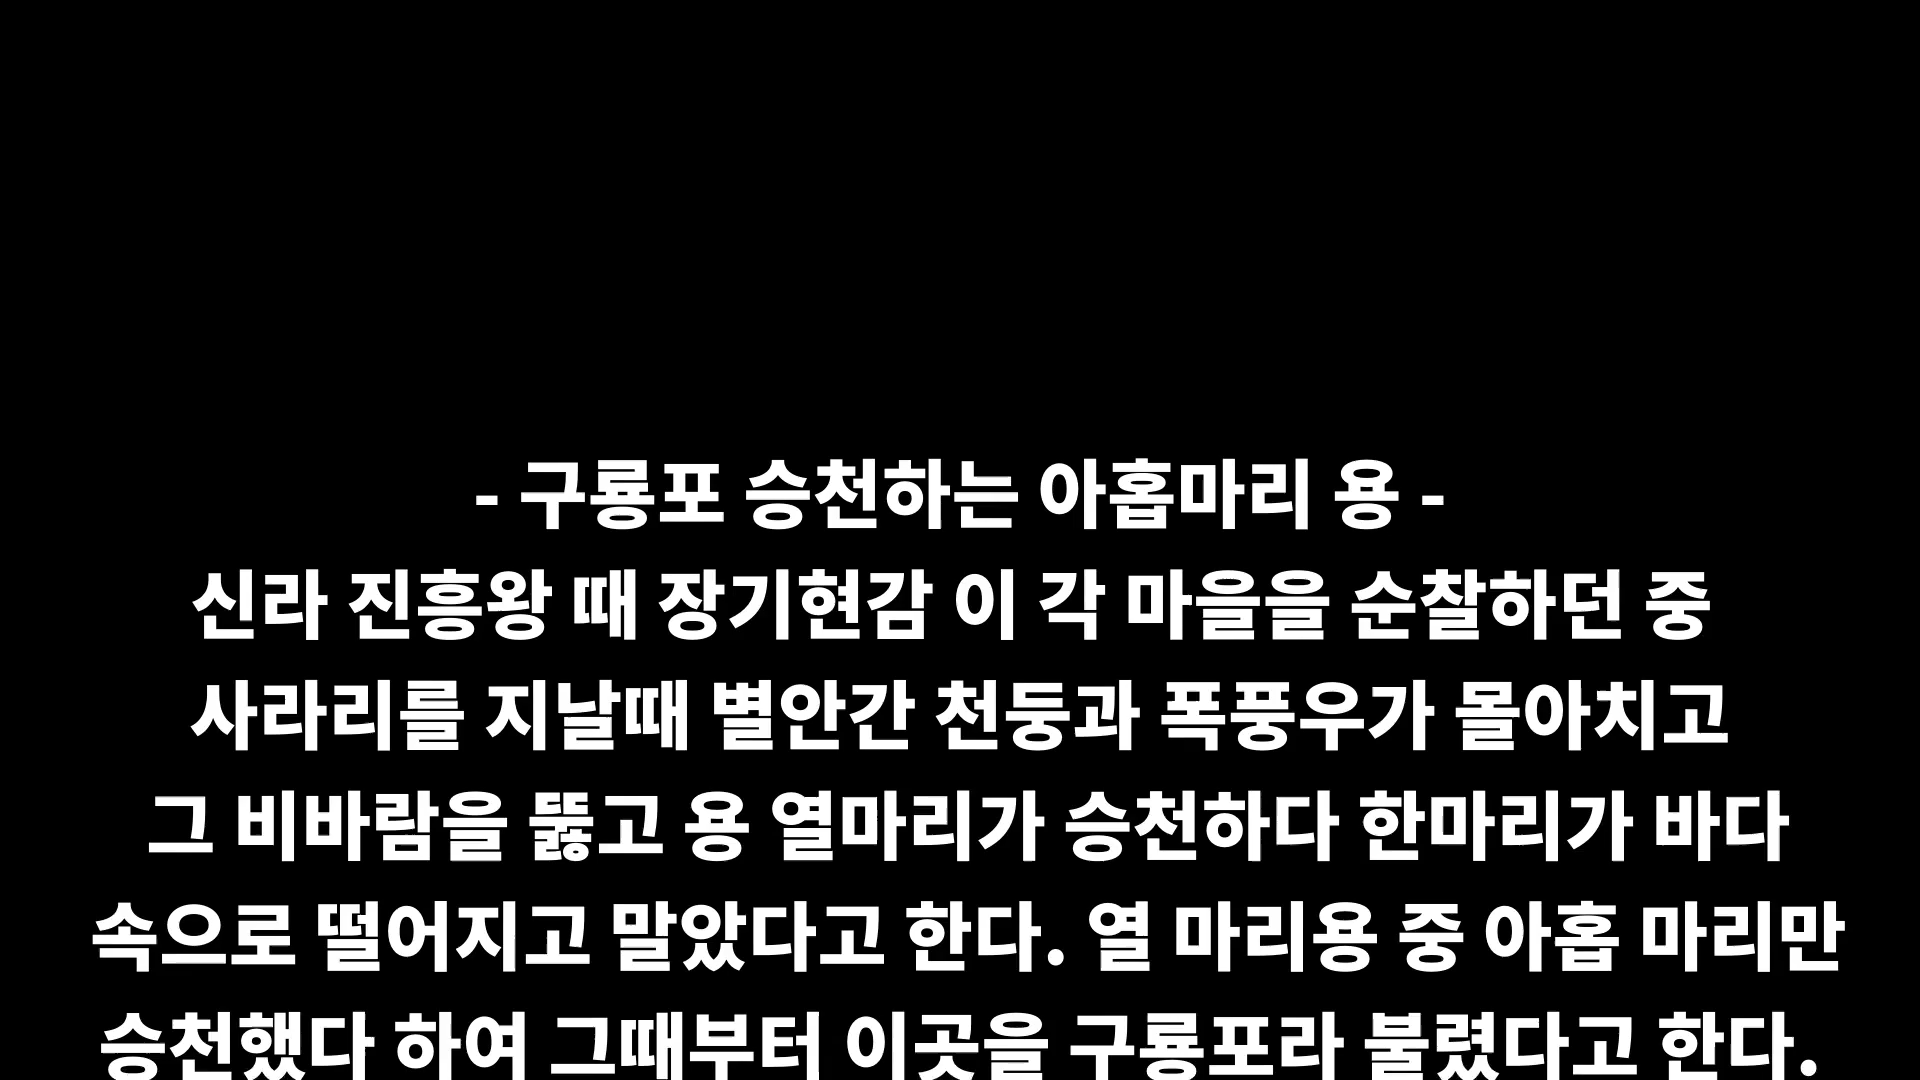 - 구룡포 승천하는 아홉마리 용 -
신라 진흥왕 때 장기현감 이 각 마을을 순찰하던 중
사라리를 지날때 별안간 천둥과 폭풍우가 몰아치고
그 비바람을 뚫고 용 열마리가 승천하다 한마리가 바다
속으로 떨어지고 말았다고 한다. 열 마리용 중 아홉 마리만
승천했다 하여 그때부터 이곳을 구룡포라 불렸다고 한다.